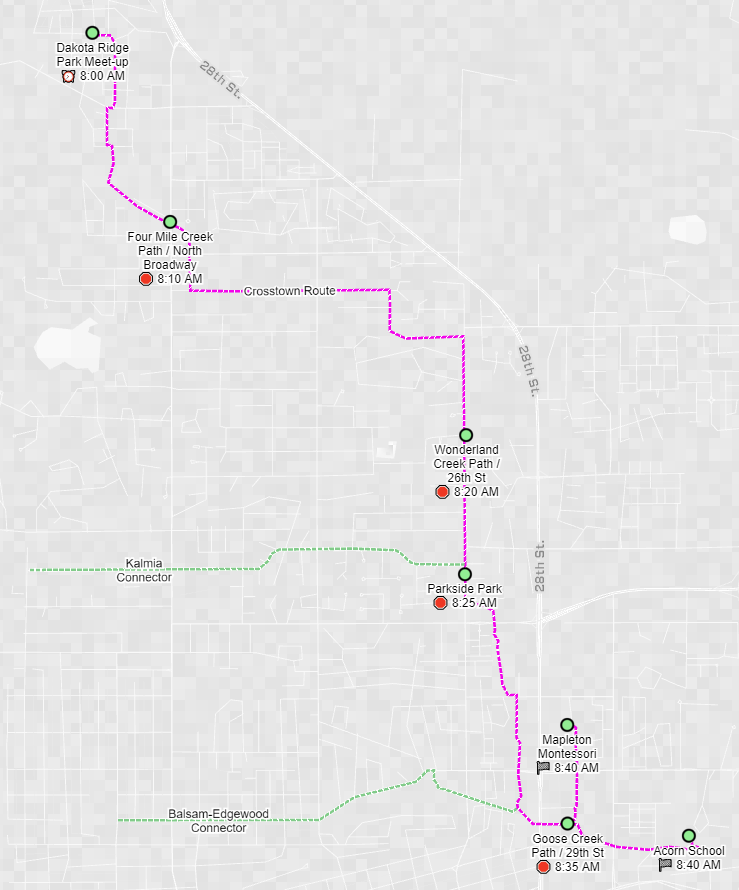 28th St.
Dakota Ridge
Park Meet-up
8:00 AM
Four Mile Creek
Path / North
Broadway
8:10 AM
Crosstown Route
28th St.
Wonderland
Creek Path /
26th St
8:20 AM
28th St.
Kalmia
Connector
Parkside Park
8:25 AM
Mapleton
Montessori
8:40 AM
Balsam-Edgewood
Connector
Goose Creek
Path / 29th St
8:35 AM
Acorn School
8:40 AM